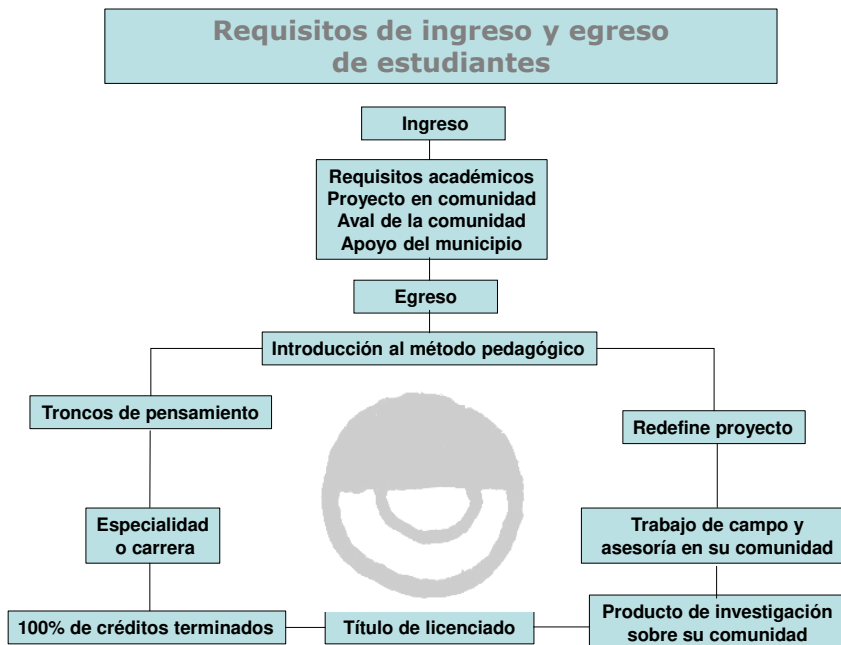 Requisitos de ingreso y egreso
de estudiantes
Ingreso
Requisitos académicos
Proyecto en comunidad
Aval de la comunidad
Apoyo del municipio
Egreso
Introducción al método pedagógico
Troncos de pensamiento
Redefine proyecto
Especialidad
o carrera
Trabajo de campo y
asesoría en su comunidad
100% de créditos terminados
Título de licenciado
Producto de investigación
sobre su comunidad